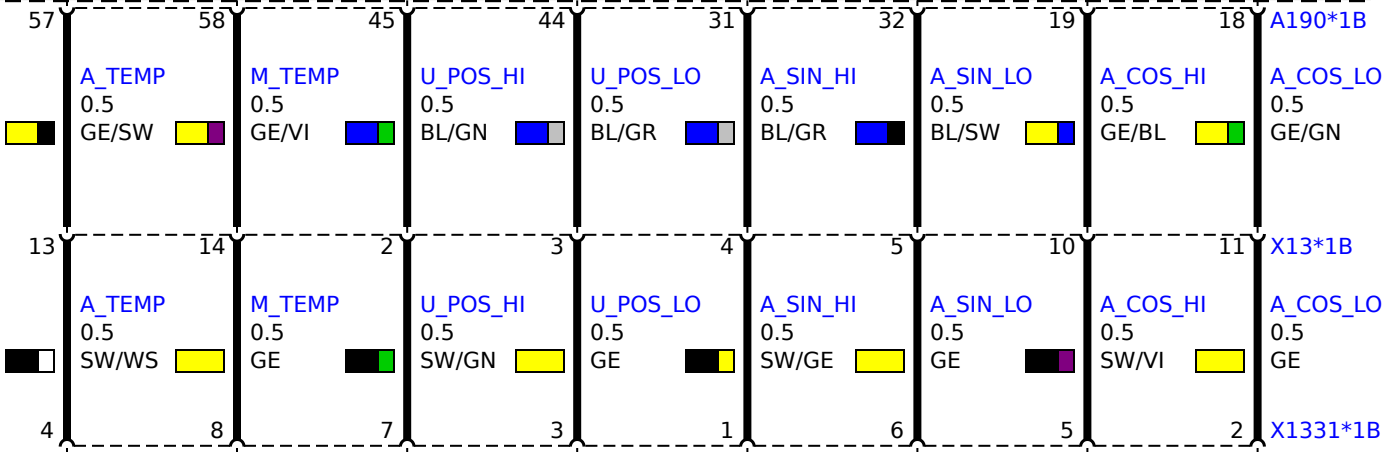 57 58 45 44 31 32 19 18 A190*1B
A_TEMP M_TEMP U_POS_HI U_POS_LO A_SIN_HI A_SIN_LO A_COS_HI A_COS_LO
0.5 0.5 0.5 0.5 0.5 0.5 0.5 0.5
GE/SW GE/VI BL/GN BL/GR BL/GR BL/SW GE/BL GE/GN
13 14 2 3 4 5 10 11 X13*1B
A_TEMP M_TEMP U_POS_HI U_POS_LO A_SIN_HI A_SIN_LO A_COS_HI A_COS_LO
0.5 0.5 0.5 0.5 0.5 0.5 0.5 0.5
SW/WS GE SW/GN GE SW/GE GE SW/VI GE
4 8 7 3 1 6 5 2 X1331*1B